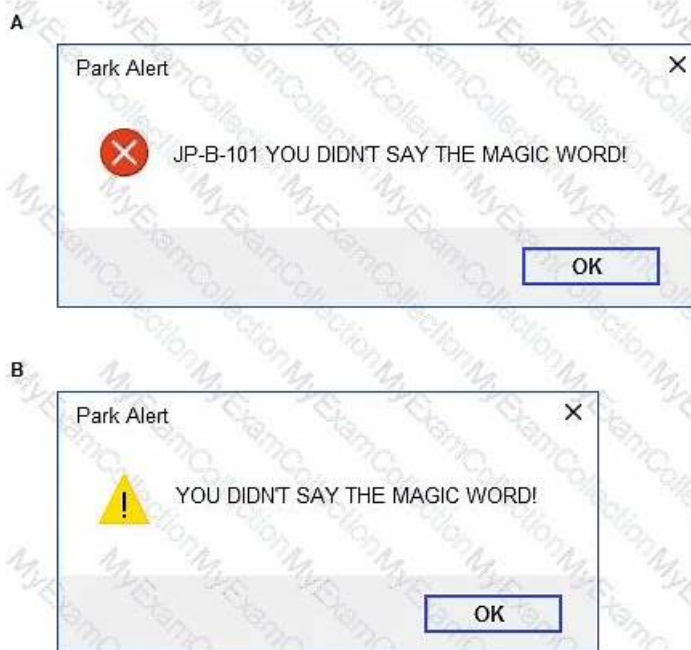 A
Park Alert
JP-B-101 YOU DIDN'T SAY THE MAGIC WORD!
OK
B
Park Alert
YOU DIDN'T SAY THE MAGIC WORD!
OK
MyExamCollection